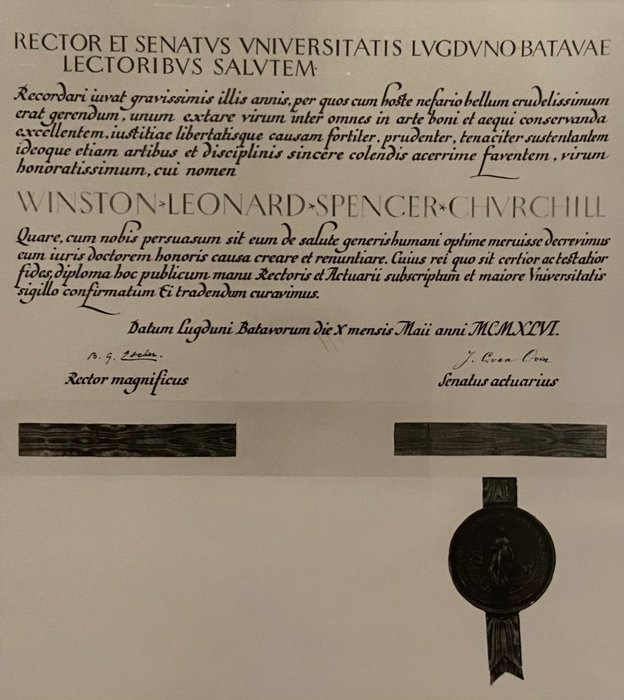 RECTOR ET SENATVS VNIVERSITATIS LVGDVNO·BATAVAE
LECTORIBVS SALVTEM·
Recordari iuvat gravissimis illis annis, per quos cum hoste nefario bellum crudelissimum
erat gerendum, unum extare virum inter omnes in arte boni et aequi conservanda
excellentem, iustitiae libertatisque causam fortiter, prudenter, tenaciter sustentantem
ideoque etiam artibus et disciplinis sincere colendis acerrime faventem, virum
honoratissimum, cui nomen
WINSTON·LEONARD·SPENCER·CHVRCHILL
Quare, cum nobis persuasum sit eum de salute generis humani optime meruisse decrevimus
eum iuris doctorem honoris causa creare et renuntiare. Cuius rei quo sit certior ac testatior
fides, diploma hoc publicum manu Rectoris et Actuarii subscriptum et maiore Vniversitatis
sigillo confirmatum Ei tradendum curavimus.
Datum Lugduni Batavorum die X mensis Maii anni MCMXLVI.
B. G. Escher.
Rector magnificus
Senatus actuarius